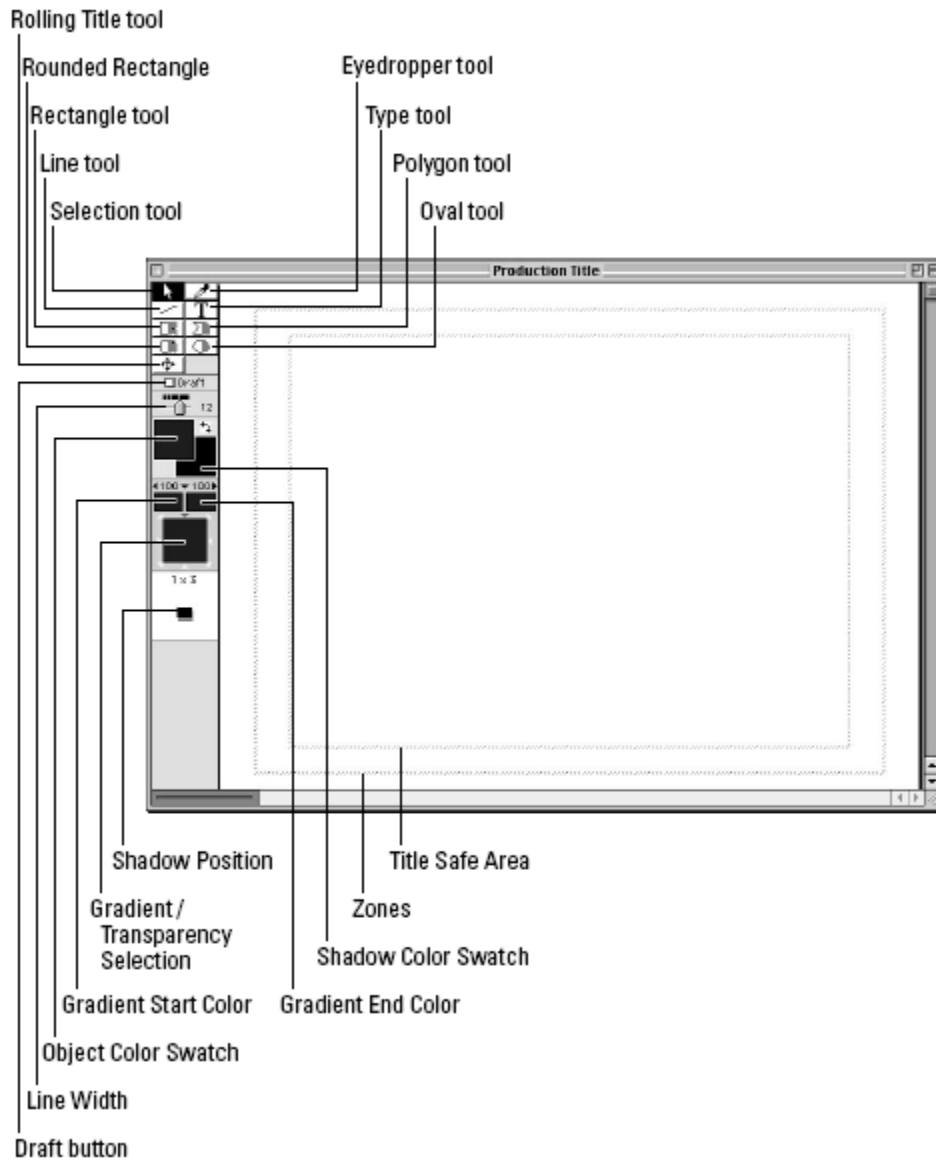 Rolling Title tool
Rounded Rectangle
Eyedropper tool
Rectangle tool
Type tool
Line tool
Polygon tool
Selection tool
Oval tool
Production Title
T
Draft
12
100 100
1 x 3
Shadow Position
Title Safe Area
Gradient /
Transparency
Selection
Zones
Shadow Color Swatch
Gradient Start Color
Gradient End Color
Object Color Swatch
Line Width
Draft button